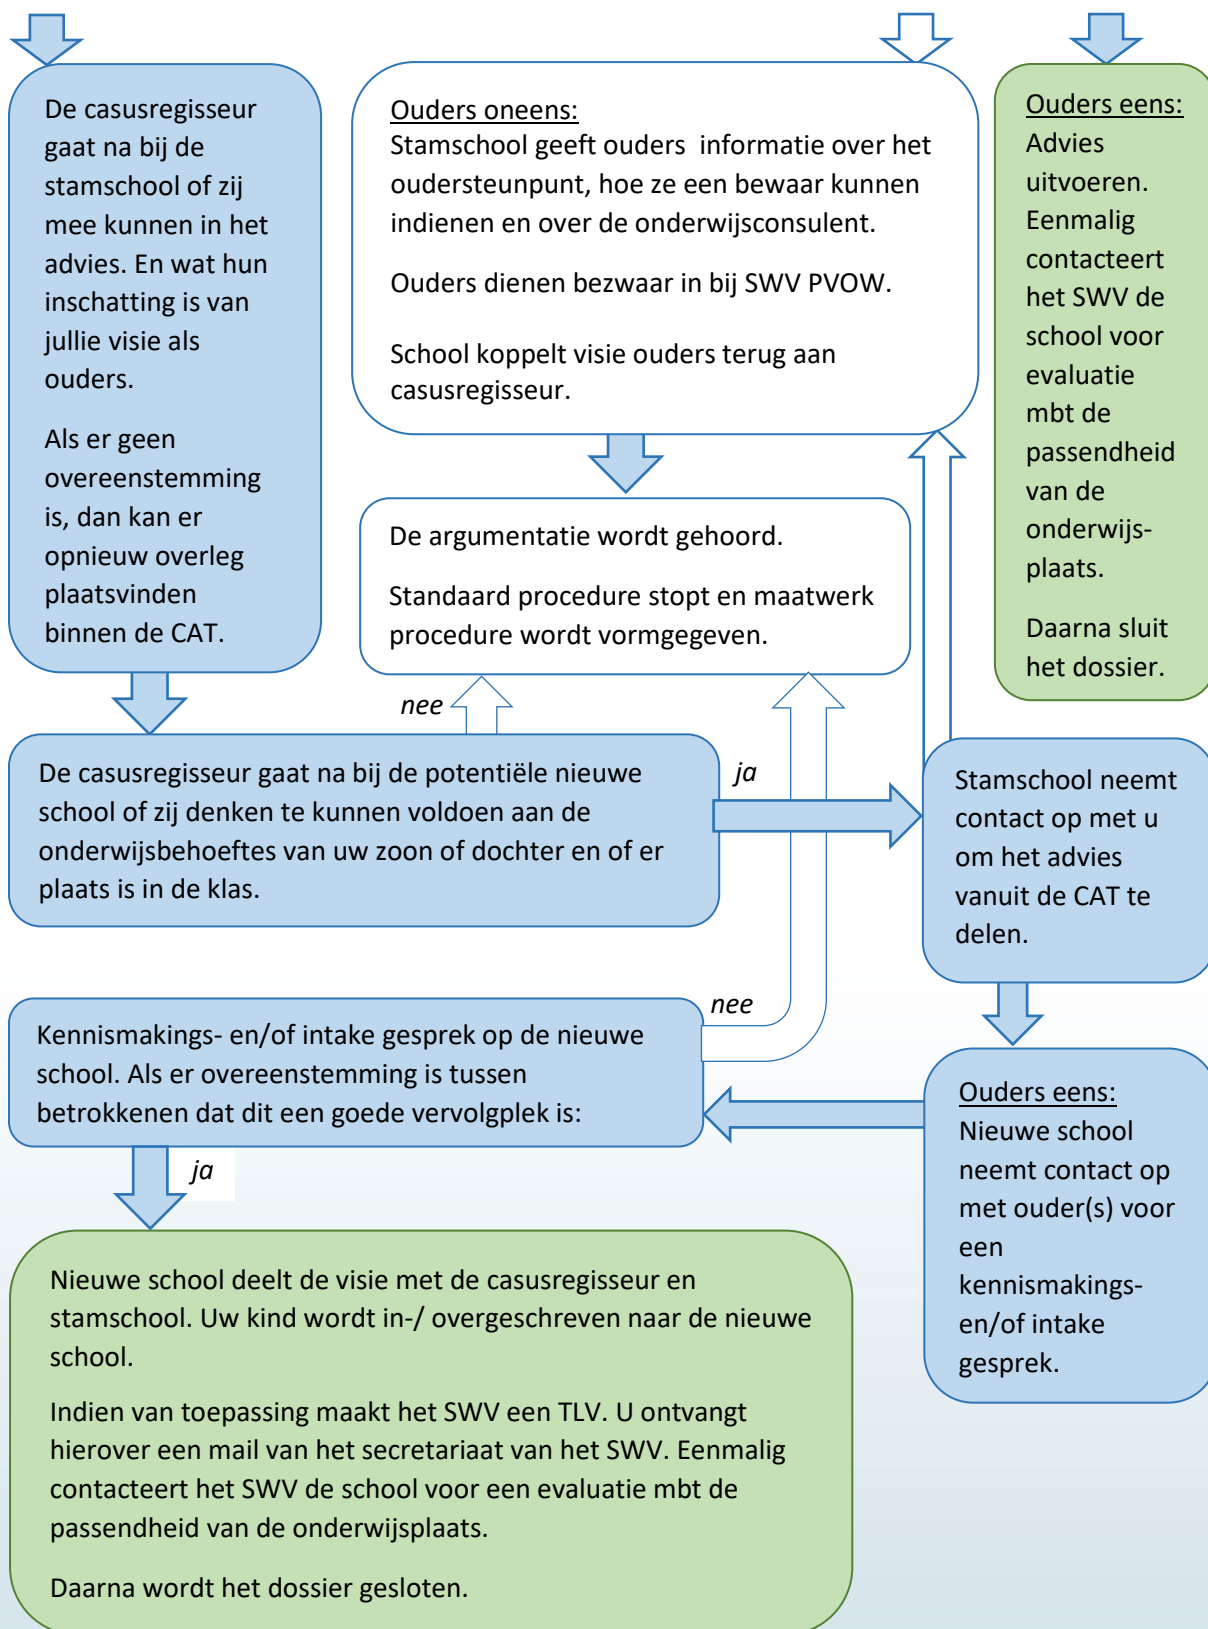 De casusregisseur
gaat na bij de
stamschool of zij
mee kunnen in het
advies. En wat hun
inschatting is van
jullie visie als
ouders.
Als er geen
overeenstemming
is, dan kan er
opnieuw overleg
plaatsvinden
binnen de CAT.
Ouders oneens:
Stamschool geeft ouders  informatie over het
oudersteunpunt, hoe ze een bewaar kunnen
indienen en over de onderwijsconsulent.
Ouders dienen bezwaar in bij SWV PVOW.
School koppelt visie ouders terug aan
casusregisseur.
Ouders eens:
Advies
uitvoeren.
Eenmalig
contacteert
het SWV de
school voor
evaluatie
mbt de
passendheid
van de
onderwijs-
plaats.
Daarna sluit
het dossier.
De argumentatie wordt gehoord.
Standaard procedure stopt en maatwerk
procedure wordt vormgegeven.
nee
De casusregisseur gaat na bij de potentiële nieuwe
school of zij denken te kunnen voldoen aan de
onderwijsbehoeftes van uw zoon of dochter en of er
plaats is in de klas.
ja
Stamschool neemt
contact op met u
om het advies
vanuit de CAT te
delen.
Kennismakings- en/of intake gesprek op de nieuwe
school. Als er overeenstemming is tussen
betrokkenen dat dit een goede vervolgplek is:
nee
Ouders eens:
Nieuwe school
neemt contact op
met ouder(s) voor
een
kennismakings-
en/of intake
gesprek.
ja
Nieuwe school deelt de visie met de casusregisseur en
stamschool. Uw kind wordt in-/ overgeschreven naar de nieuwe
school.
Indien van toepassing maakt het SWV een TLV. U ontvangt
hierover een mail van het secretariaat van het SWV. Eenmalig
contacteert het SWV de school voor een evaluatie mbt de
passendheid van de onderwijsplaats.
Daarna wordt het dossier gesloten.